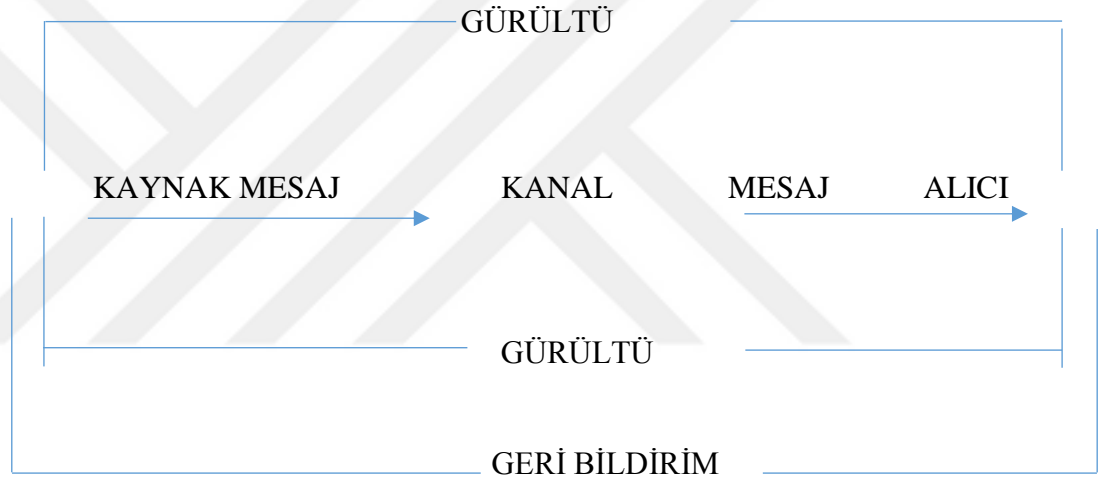 GÜRÜLTÜ
KAYNAK MESAJ KANAL MESAJ ALICI
GÜRÜLTÜ
GERİ BİLDİRİM